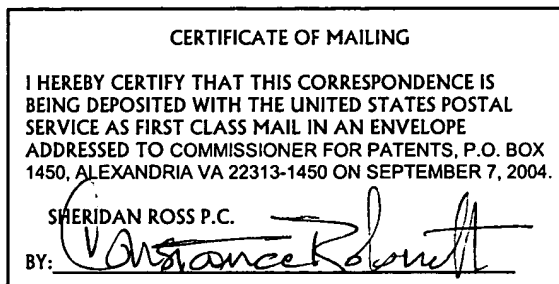 CERTIFICATE OF MAILING
I HEREBY CERTIFY THAT THIS CORRESPONDENCE IS
BEING DEPOSITED WITH THE UNITED STATES POSTAL
SERVICE AS FIRST CLASS MAIL IN AN ENVELOPE
ADDRESSED TO COMMISSIONER FOR PATENTS, P.O. BOX
1450, ALEXANDRIA VA 22313-1450 ON SEPTEMBER 7, 2004.
SHERIDAN ROSS P.C.
BY: Constance